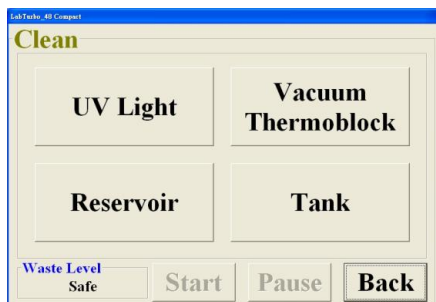 LabTurbo_48 Compact
Clean
UV Light
Vacuum
Thermoblock
Reservoir
Tank
Waste Level
Safe
Start
Pause
Back